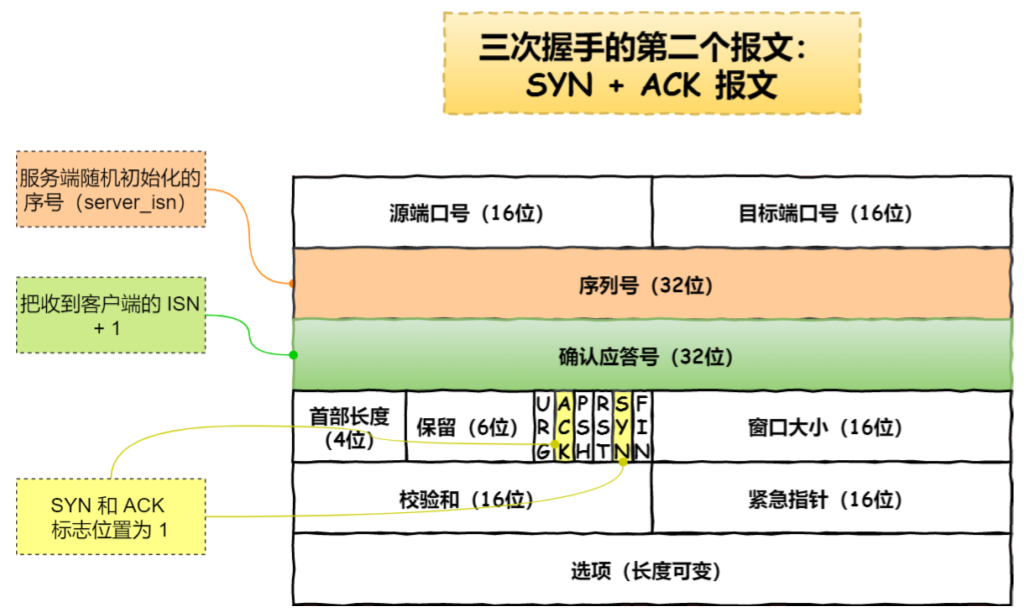 三次握手的第二个报文：
SYN + ACK 报文
服务端随机初始化的
序号（server_isn）
源端口号（16位）
目标端口号（16位）
序列号（32位）
把收到客户端的 ISN
+ 1
确认应答号（32位）
首部长度
（4位）
保留（6位）
URG
ACK
PSH
RST
SYN
FIN
窗口大小（16位）
SYN 和 ACK
标志位置为 1
校验和（16位）
紧急指针（16位）
选项（长度可变）